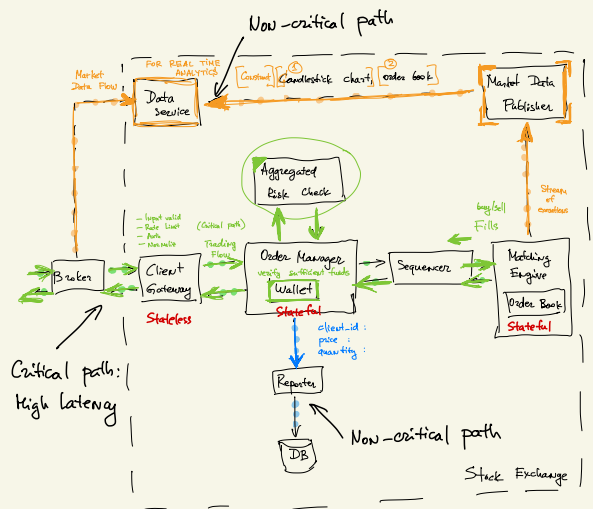 Non-critical path
Market
Data Flow
FOR REAL TIME
ANALYTICS
Data
Service
[Construct] [Candlestick chart] [order book]
1
2
Market Data
Publisher
Aggregated
Risk Check
Stream
of
executions
buy/sell
Fills
- Input valid
- Rate Limit
- Auth
- Normalize
(Critical path)
Trading
Flow
Broker
Client
Gateway
Stateless
Order Manager
verify sufficient funds
Wallet
Stateful
Sequencer
Matching
Engine
Order Book
Stateful
client_id :
price :
quantity :
Critical path:
High latency
Reporter
Non-critical path
DB
Stock Exchange